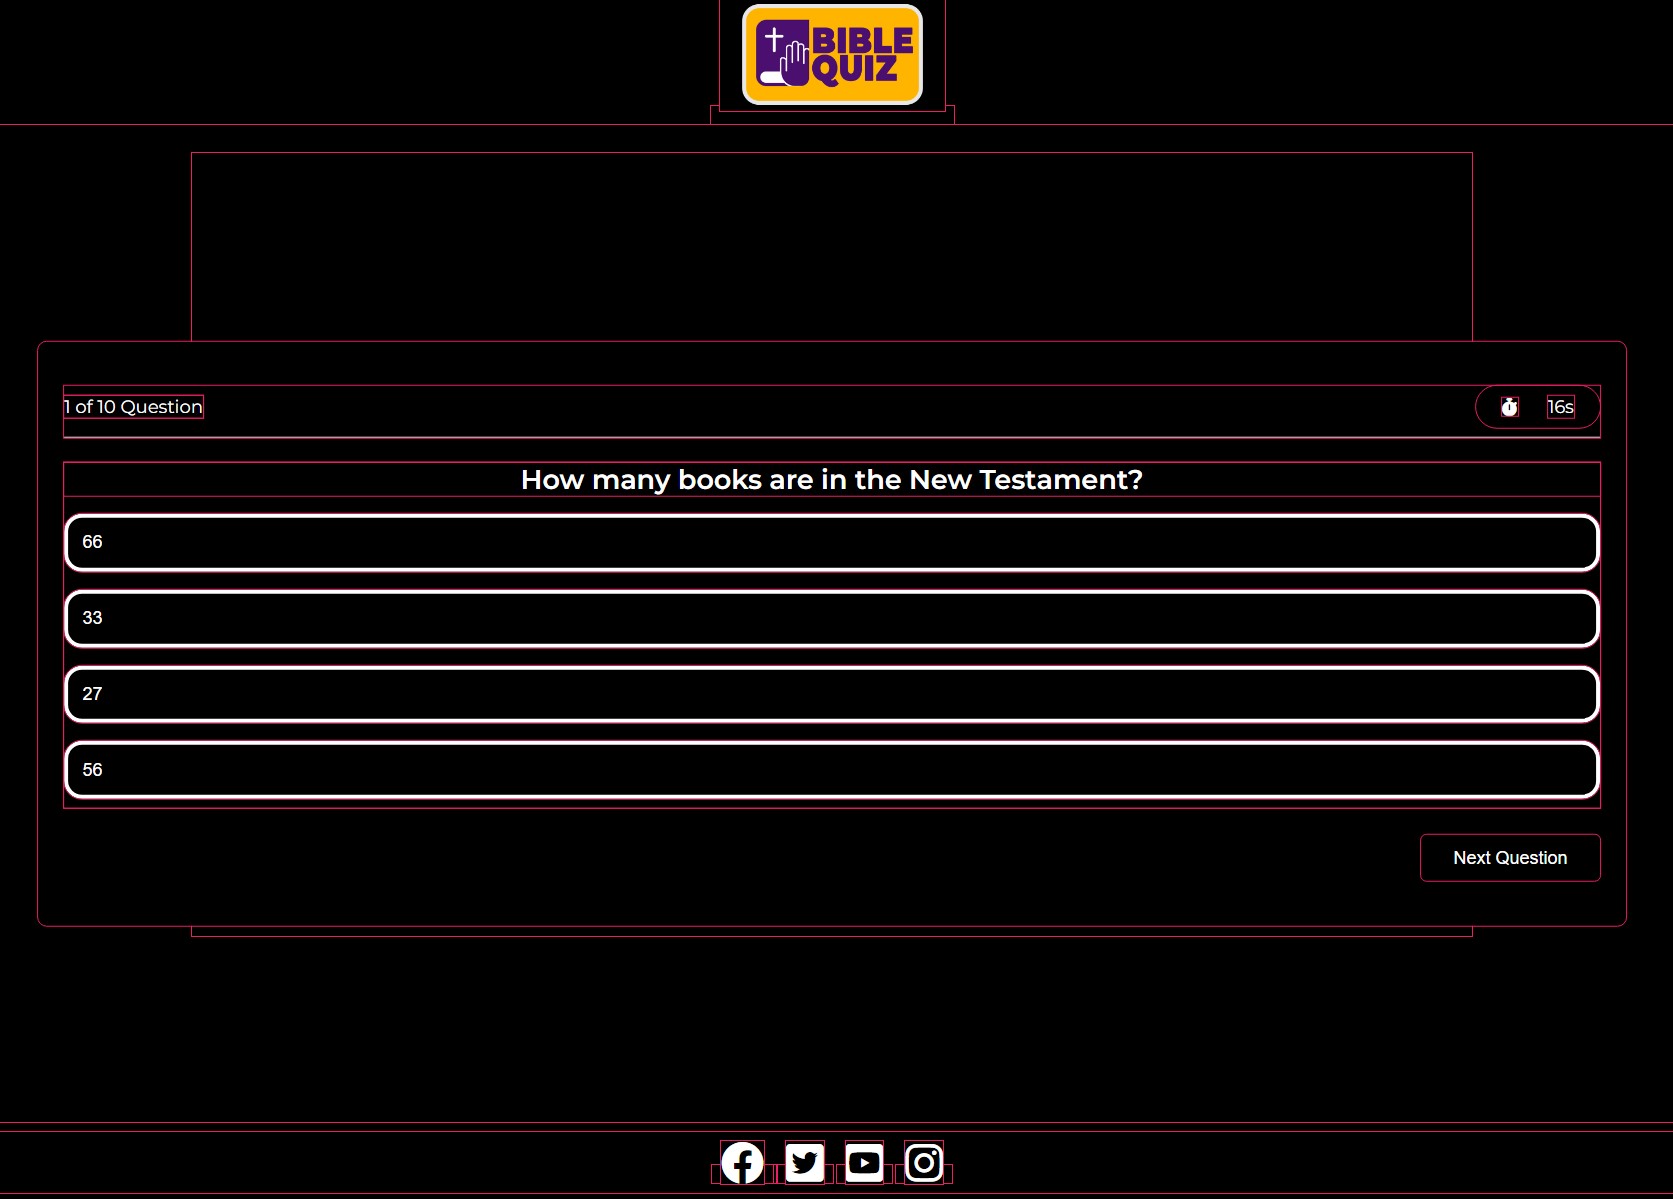 BIBLE
QUIZ
1 of 10 Question
16s
How many books are in the New Testament?
66
33
27
56
Next Question